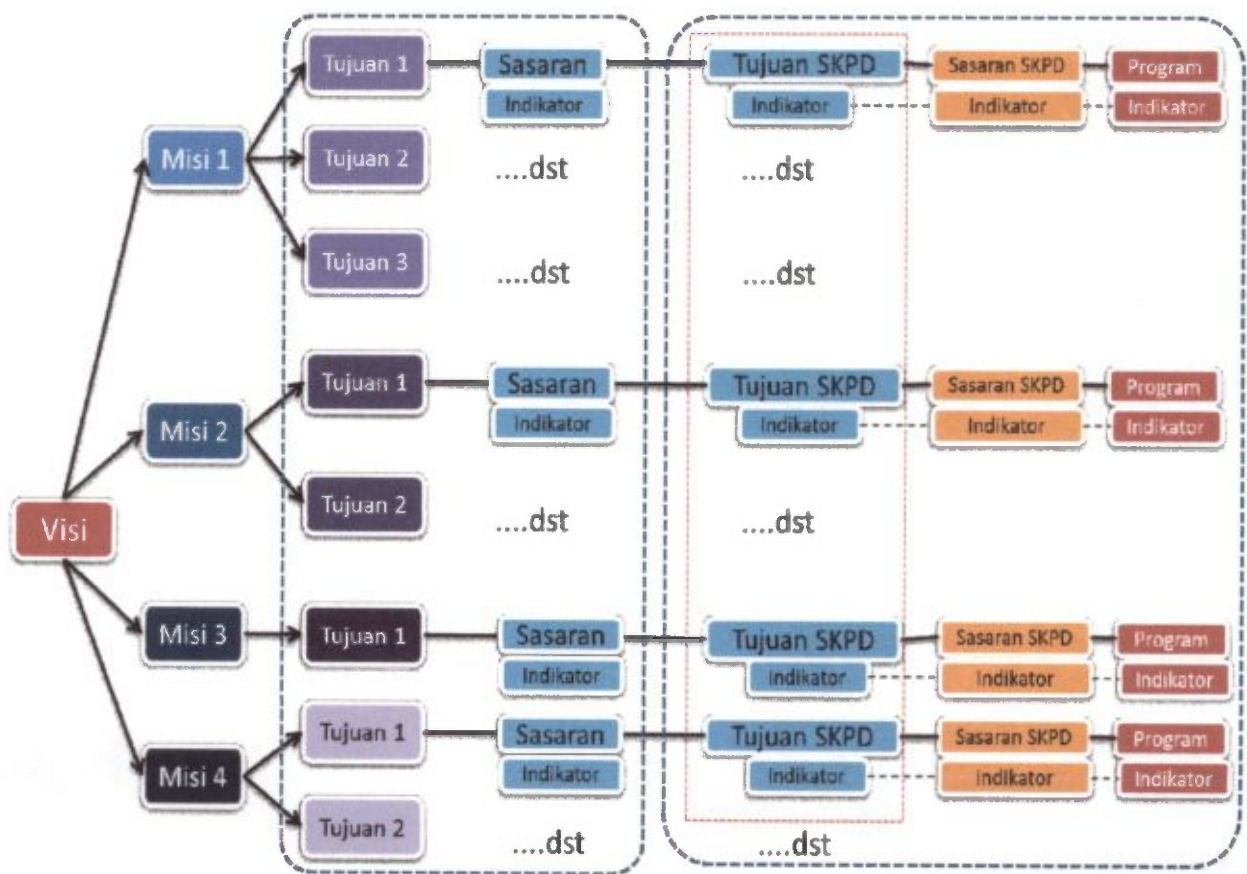 Tujuan 1
Sasaran
Tujuan SKPD
Sasaran SKPD
Program
Indikator
Indikator
Indikator
Indikator
Misi 1
Tujuan 2
....dst
....dst
Tujuan 3
....dst
....dst
Tujuan 1
Sasaran
Tujuan SKPD
Sasaran SKPD
Program
Misi 2
Indikator
Indikator
Indikator
Indikator
Tujuan 2
....dst
....dst
Visi
Misi 3
Tujuan 1
Sasaran
Tujuan SKPD
Sasaran SKPD
Program
Indikator
Indikator
Indikator
Indikator
Tujuan 1
Sasaran
Tujuan SKPD
Sasaran SKPD
Program
Misi 4
Indikator
Indikator
Indikator
Indikator
Tujuan 2
....dst
....dst